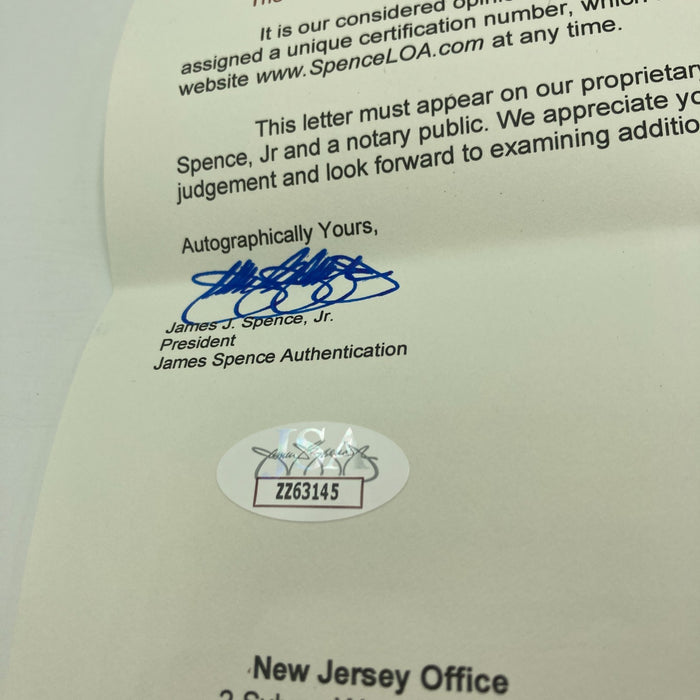 It is our considered opin
assigned a unique certification number, which
website www.SpenceLOA.com at any time.
This letter must appear on our proprietar
Spence, Jr and a notary public. We appreciate yo
judgement and look forward to examining additio
Autographically Yours,
James J. Spence, Jr.
President
James Spence Authentication
JSA
ZZ63145
New Jersey Office